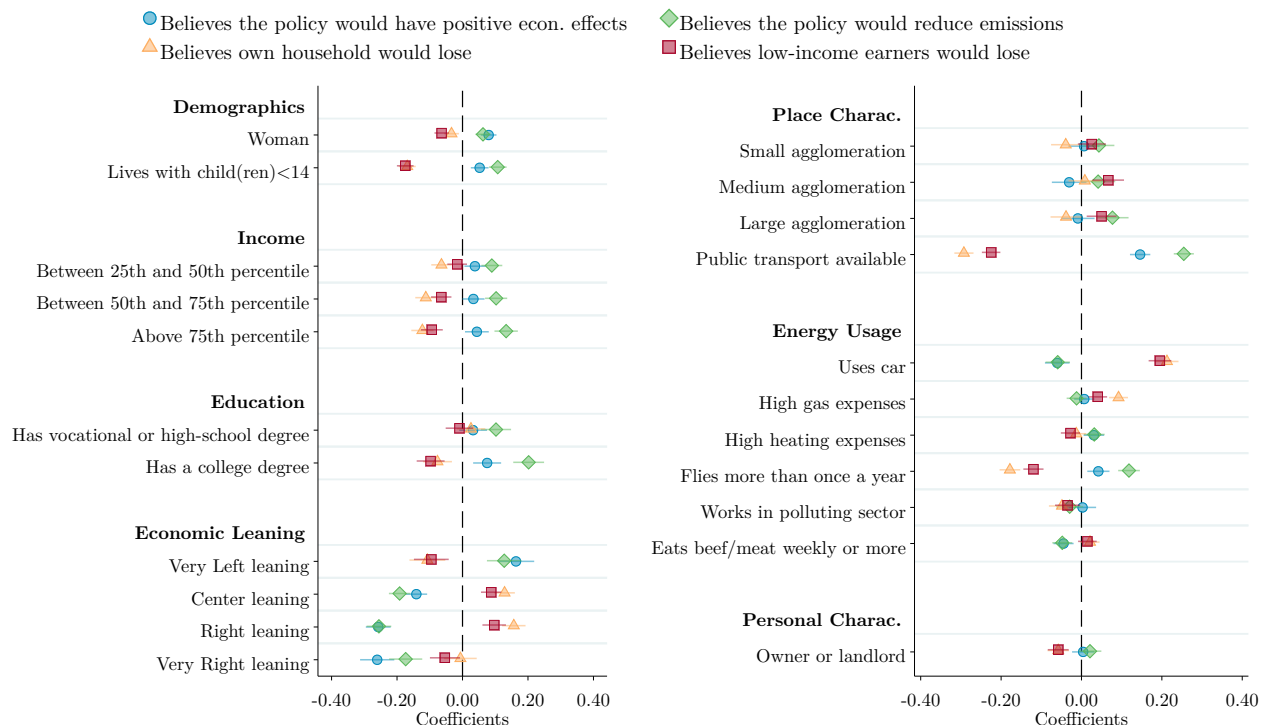 Believes the policy would have positive econ. effects
Believes the policy would reduce emissions
Believes own household would lose
Believes low-income earners would lose
Demographics
Woman
Lives with child(ren)<14
Income
Between 25th and 50th percentile
Between 50th and 75th percentile
Above 75th percentile
Education
Has vocational or high-school degree
Has a college degree
Economic Leaning
Very Left leaning
Center leaning
Right leaning
Very Right leaning
-0.40 -0.20 0.00 0.20 0.40
Coefficients
Place Charac.
Small agglomeration
Medium agglomeration
Large agglomeration
Public transport available
Energy Usage
Uses car
High gas expenses
High heating expenses
Flies more than once a year
Works in polluting sector
Eats beef/meat weekly or more
Personal Charac.
Owner or landlord
-0.40 -0.20 0.00 0.20 0.40
Coefficients